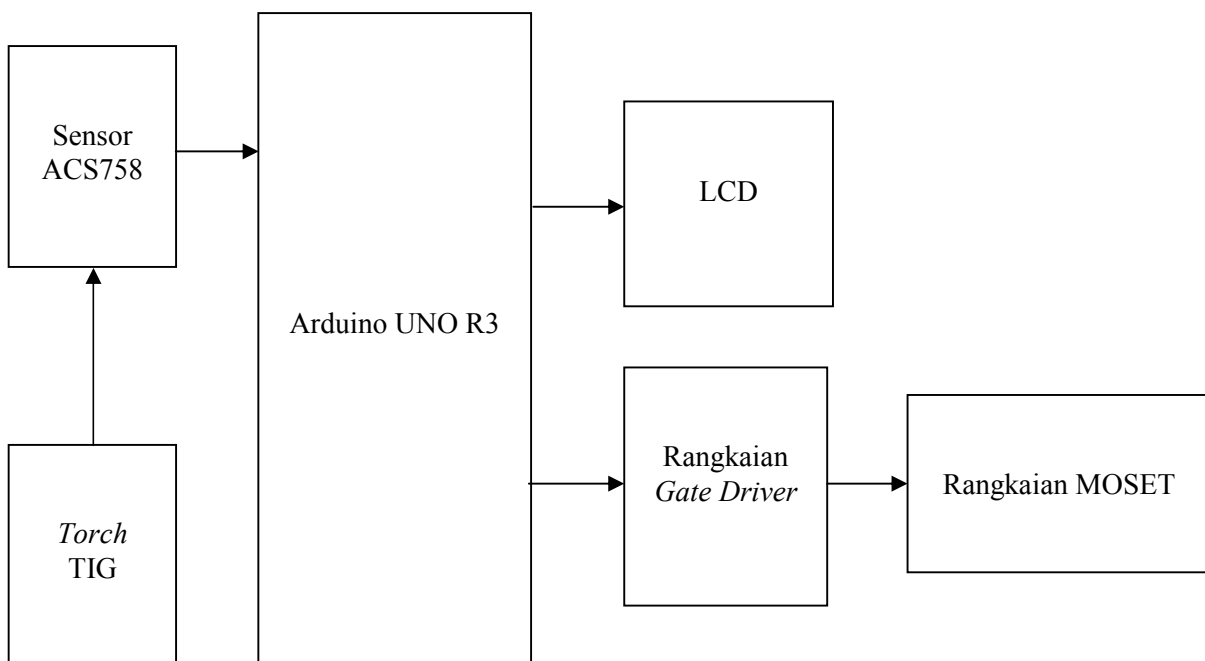 Sensor
ACS758
Arduino UNO R3
LCD
Rangkaian
Gate Driver
Rangkaian MOSET
Torch
TIG